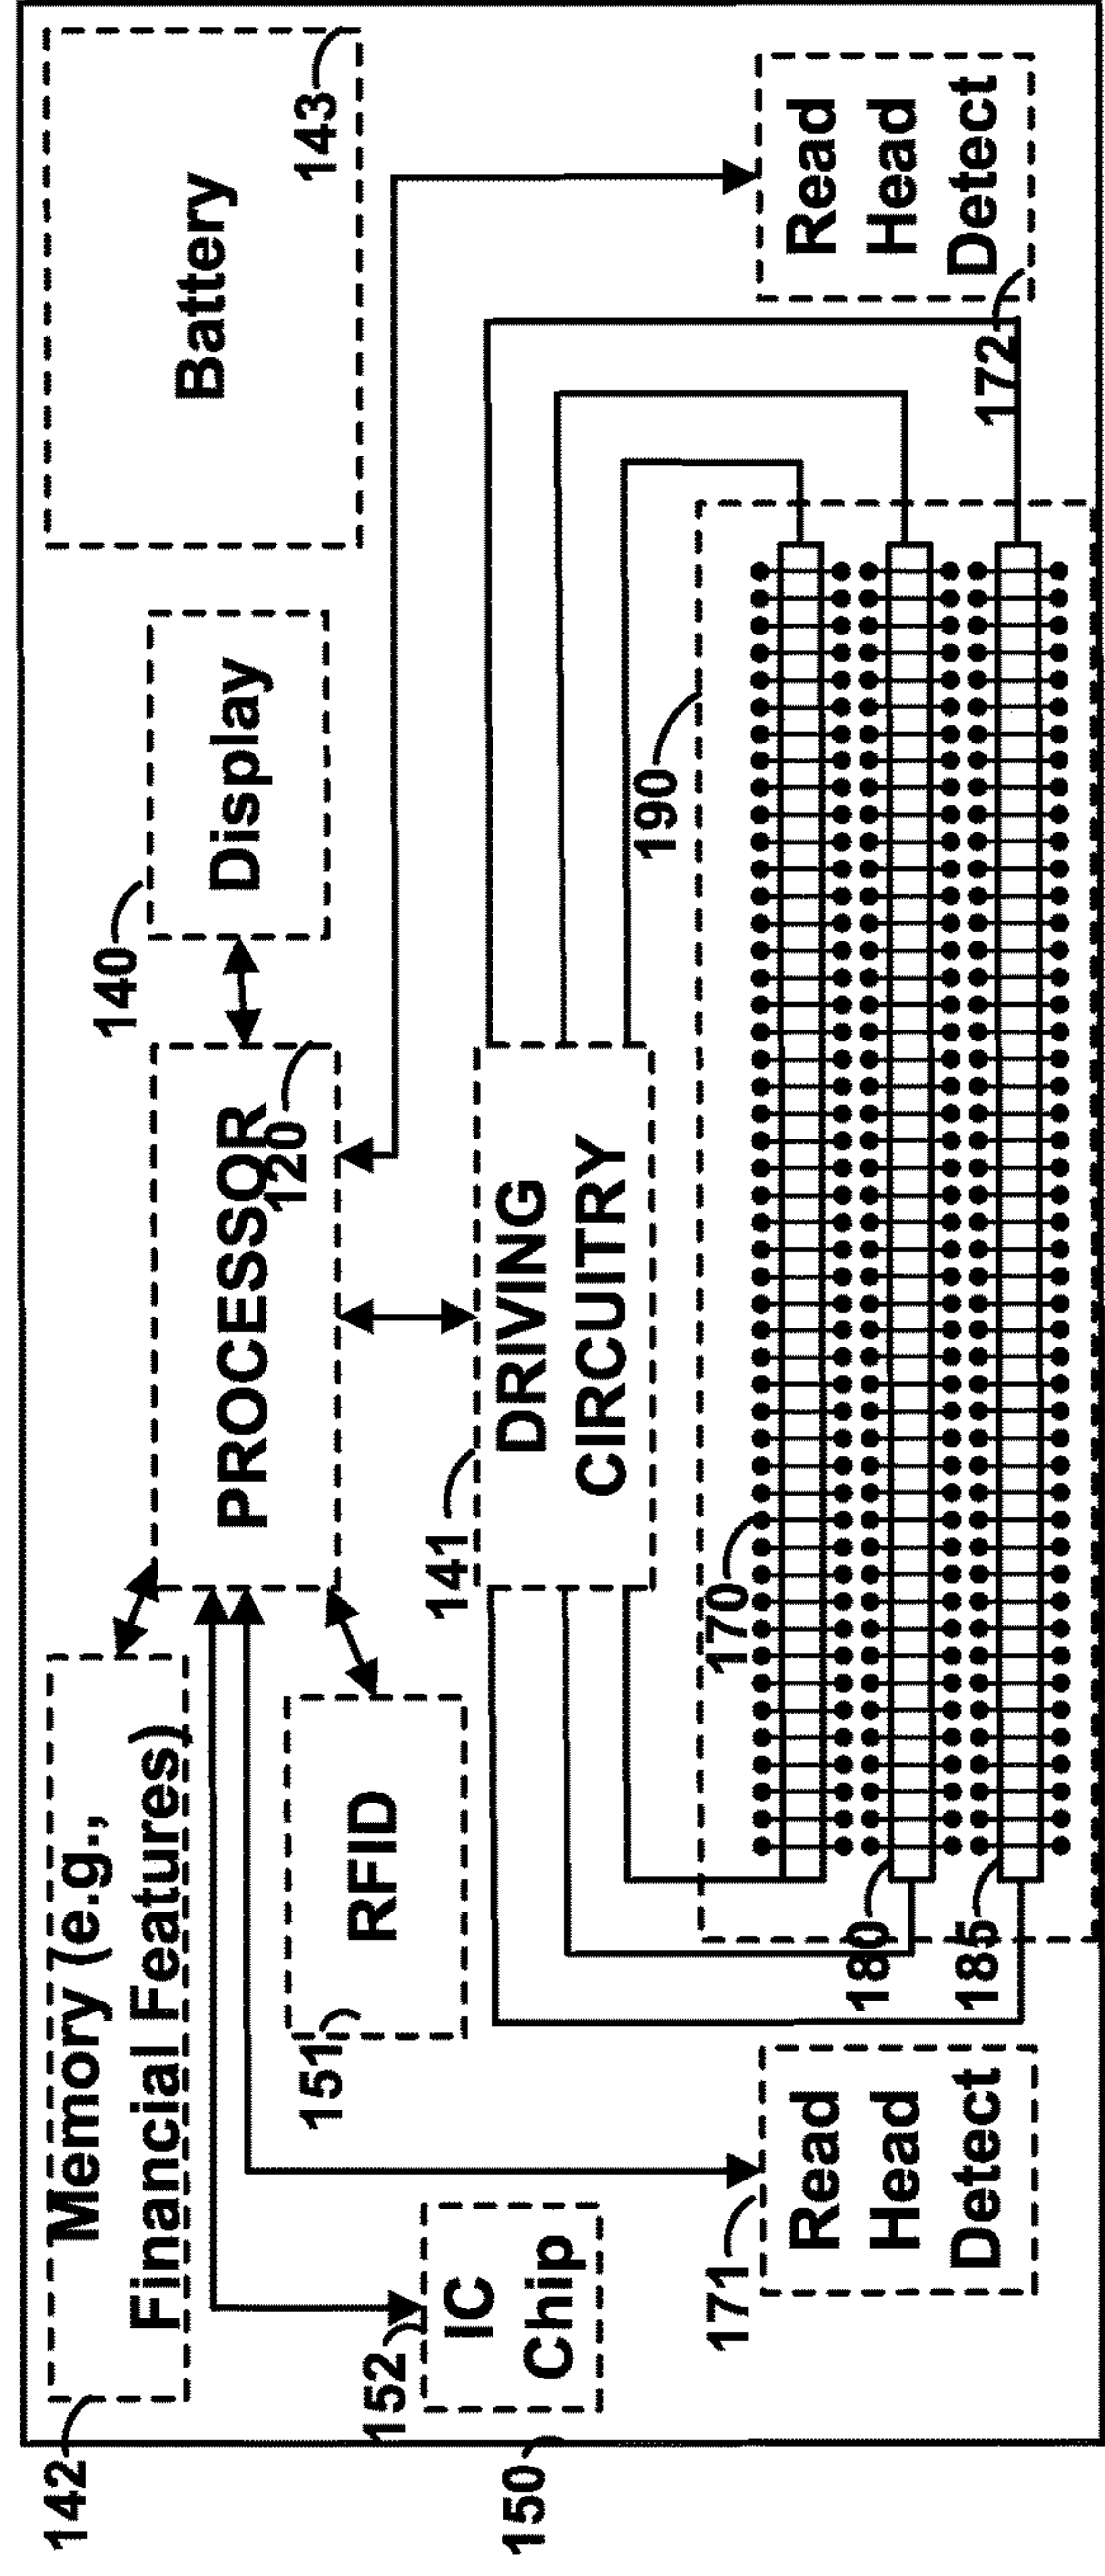 142
Memory (e.g.,
Financial Features)
PROCESSOR
120
140
Display
Battery
143
151
RFID
152
IC
Chip
150
141
DRIVING
CIRCUITRY
190
170
171
Read
Head
Detect
180
185
172
Read
Head
Detect